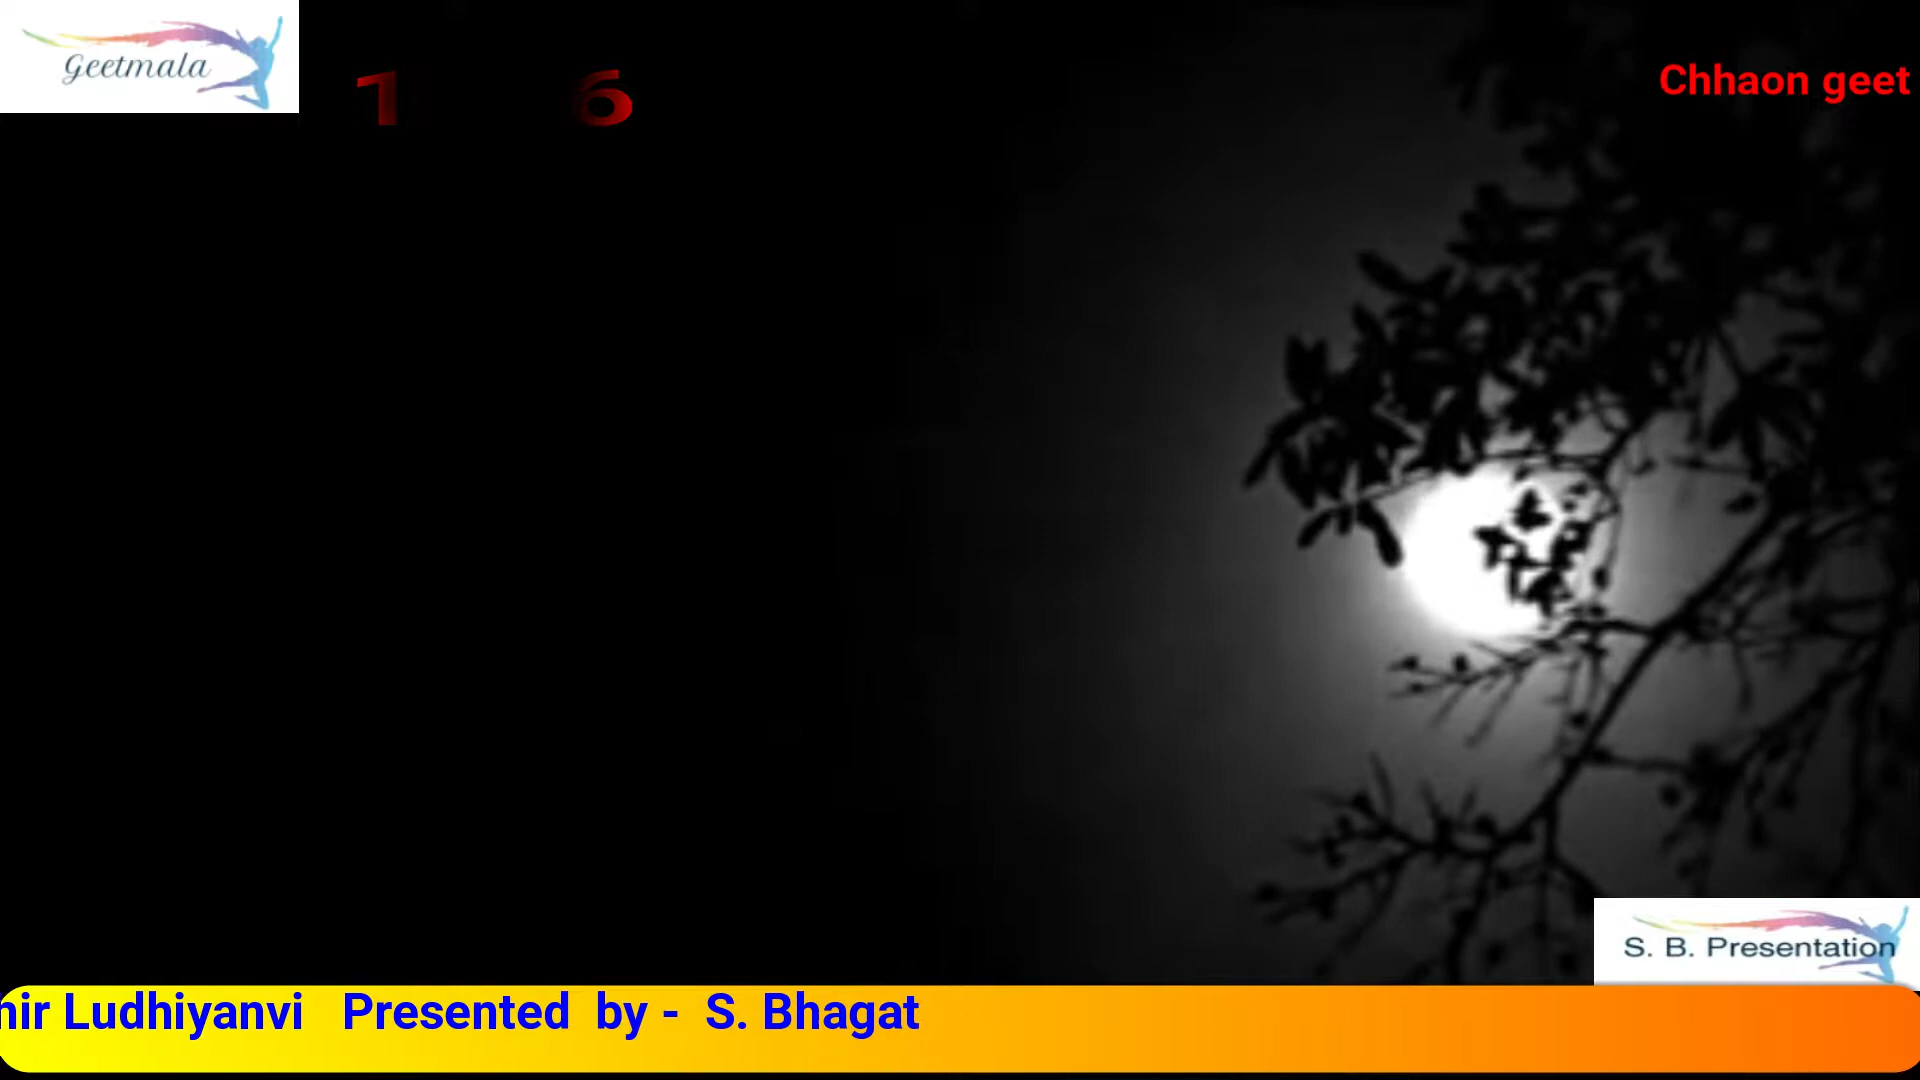 Geetmala
1 6
Chhaon geet
S. B. Presentation
hir Ludhiyanvi Presented by - S. Bhagat